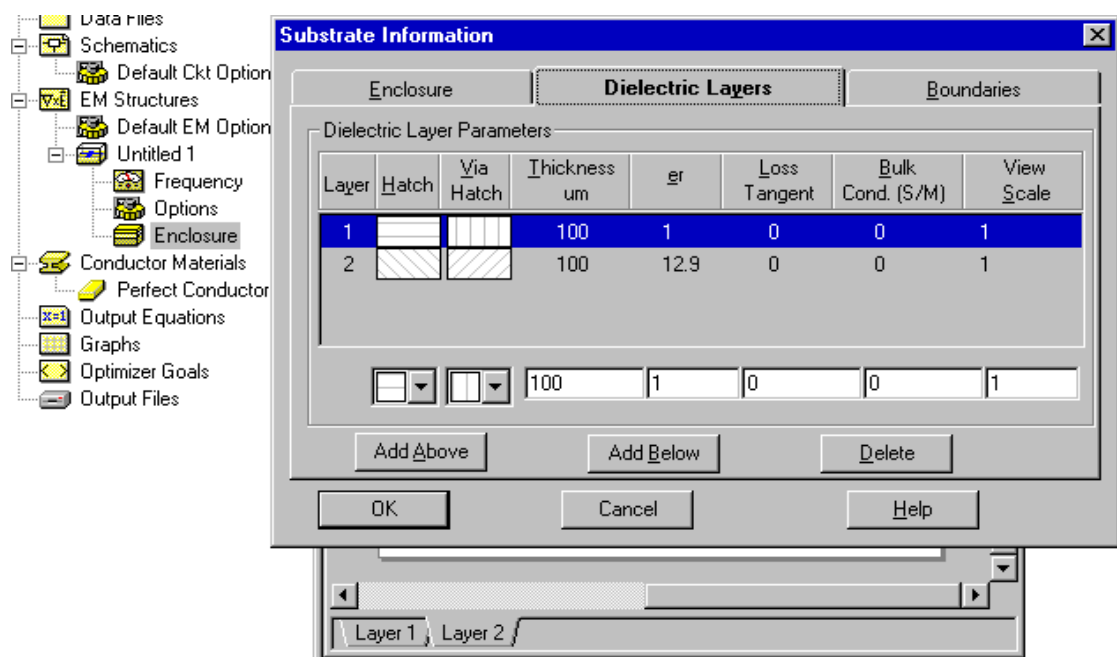 Data Files
Schematics
Default Ckt Option
EM Structures
Default EM Option
Untitled 1
Frequency
Options
Enclosure
Conductor Materials
Perfect Conductor
x=1 Output Equations
Graphs
Optimizer Goals
Output Files
Substrate Information
Enclosure Dielectric Layers Boundaries
Dielectric Layer Parameters
Layer Hatch Via Hatch Thickness um er Loss Tangent Bulk Cond. (S/M) View Scale
1 100 1 0 0 1
2 100 12.9 0 0 1
100 1 0 0 1
Add Above Add Below Delete
OK Cancel Help
Layer 1 Layer 2